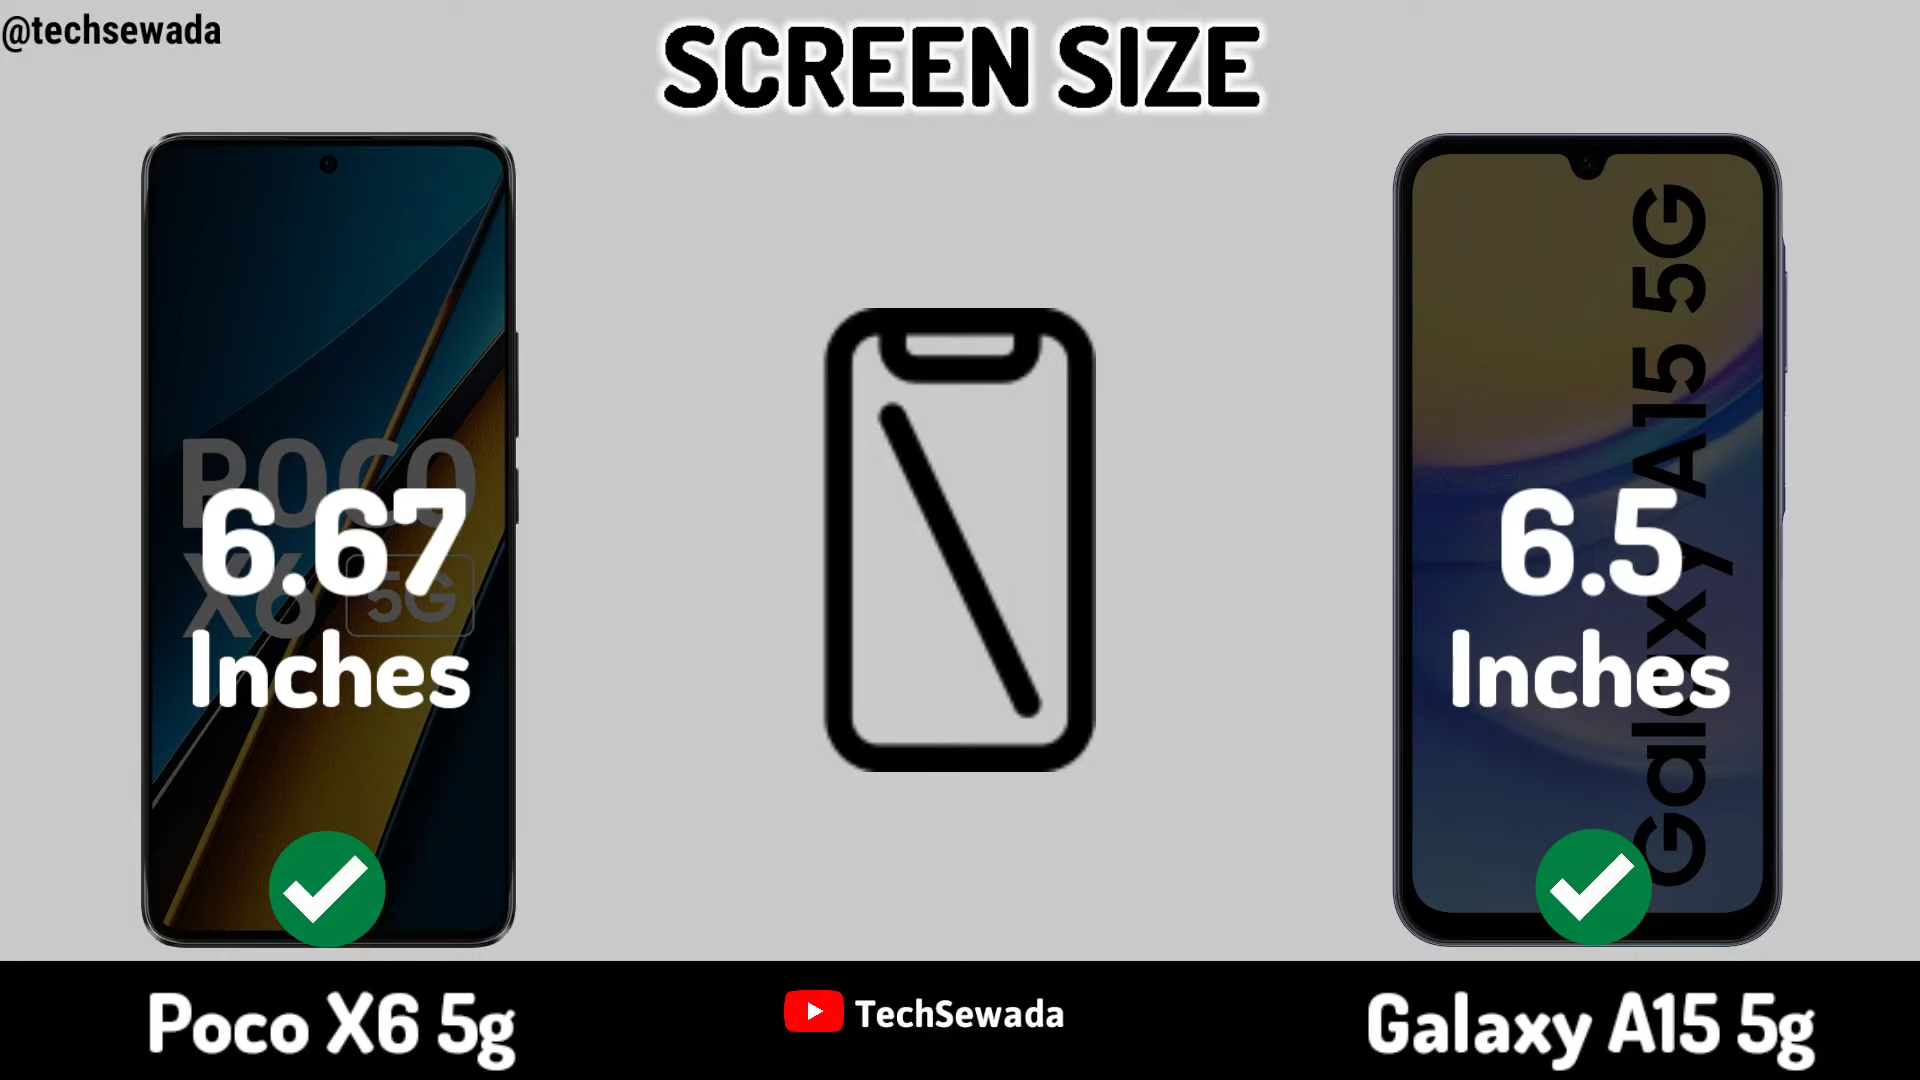 @techsewada
SCREEN SIZE
POCO
X6 5G
6.67
Inches
Galaxy A15 5G
6.5
Inches
Poco X6 5g
TechSewada
Galaxy A15 5g